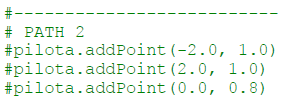 #---------------------------
# PATH 2
#pilota.addPoint(-2.0, 1.0)
#pilota.addPoint(2.0, 1.0)
#pilota.addPoint(0.0, 0.8)